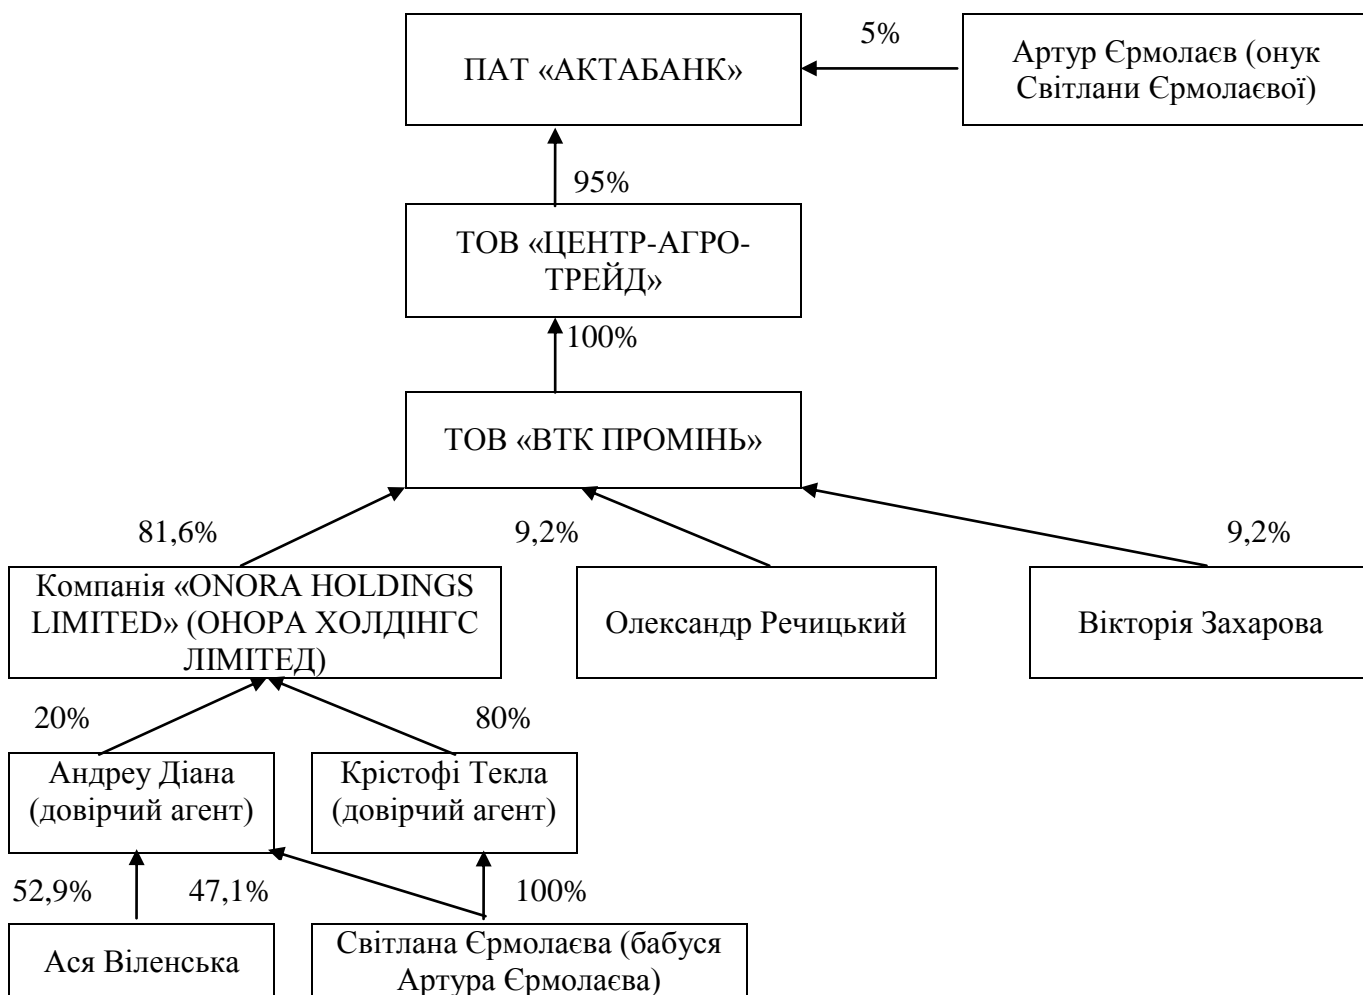 5%
ПАТ «АКТАБАНК»
Артур Єрмолаєв (онук
Світлани Єрмолаєвої)
95%
ТОВ «ЦЕНТР-АГРО-
ТРЕЙД»
100%
ТОВ «ВТК ПРОМІНЬ»
81,6%
9,2%
9,2%
Компанія «ONORA HOLDINGS
LIMITED» (ОНОРА ХОЛДІНГС
ЛІМІТЕД)
Олександр Речицький
Вікторія Захарова
20%
80%
Андреу Діана
(довірчий агент)
Крістофі Текла
(довірчий агент)
52,9%
47,1%
100%
Ася Віленська
Світлана Єрмолаєва (бабуся
Артура Єрмолаєва)